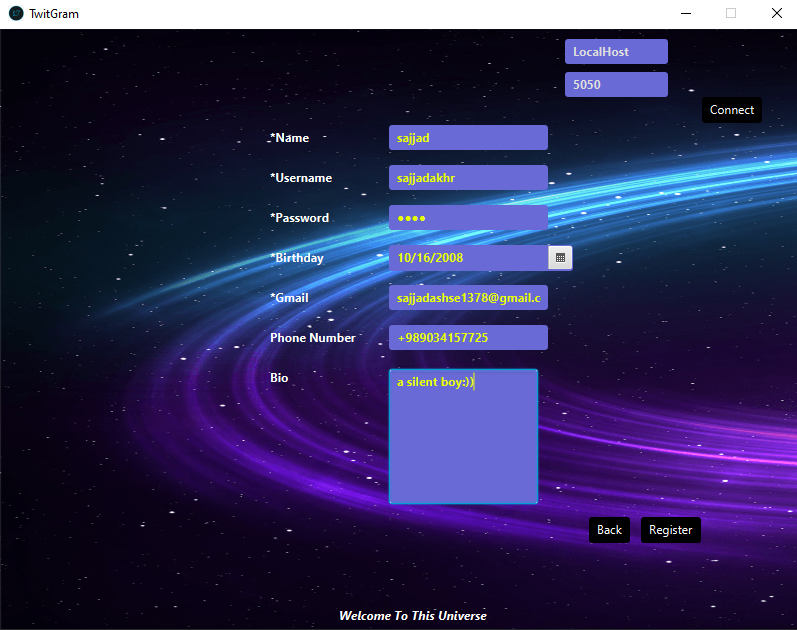 TwitGram
LocalHost
5050
Connect
*Name sajjad
*Username sajjadakhr
*Password ●●●●
*Birthday 10/16/2008
*Gmail sajjadashse1378@gmail.c
Phone Number +989034157725
Bio a silent boy:))
Back Register
Welcome To This Universe